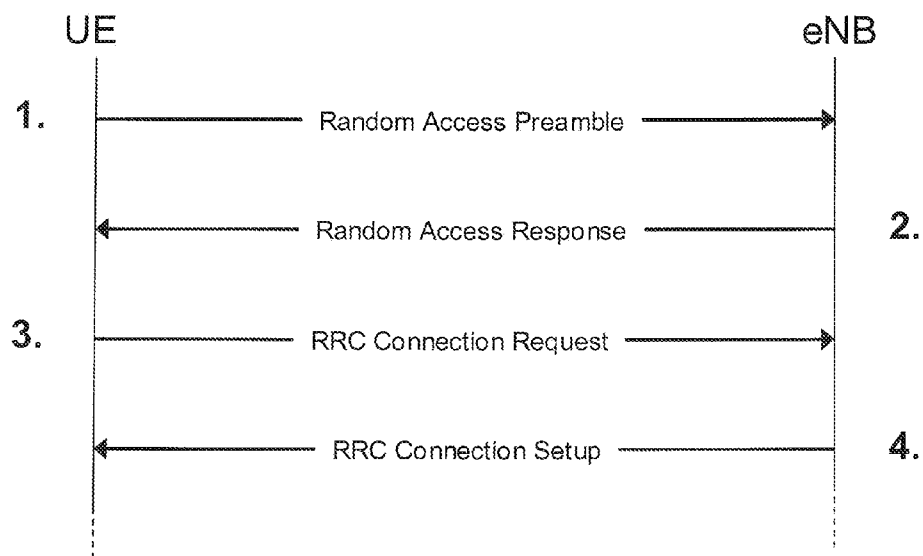 UE eNB
1. Random Access Preamble
Random Access Response 2.
3. RRC Connection Request
RRC Connection Setup 4.